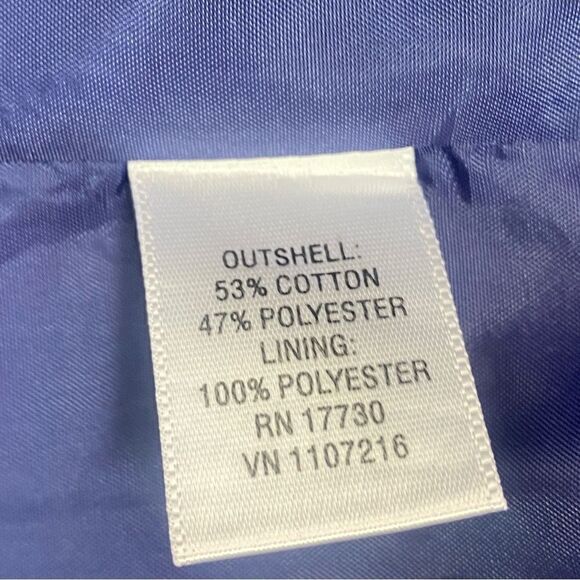 OUTSHELL:
53% COTTON
47% POLYESTER
LINING:
100% POLYESTER
RN 17730
VN 1107216